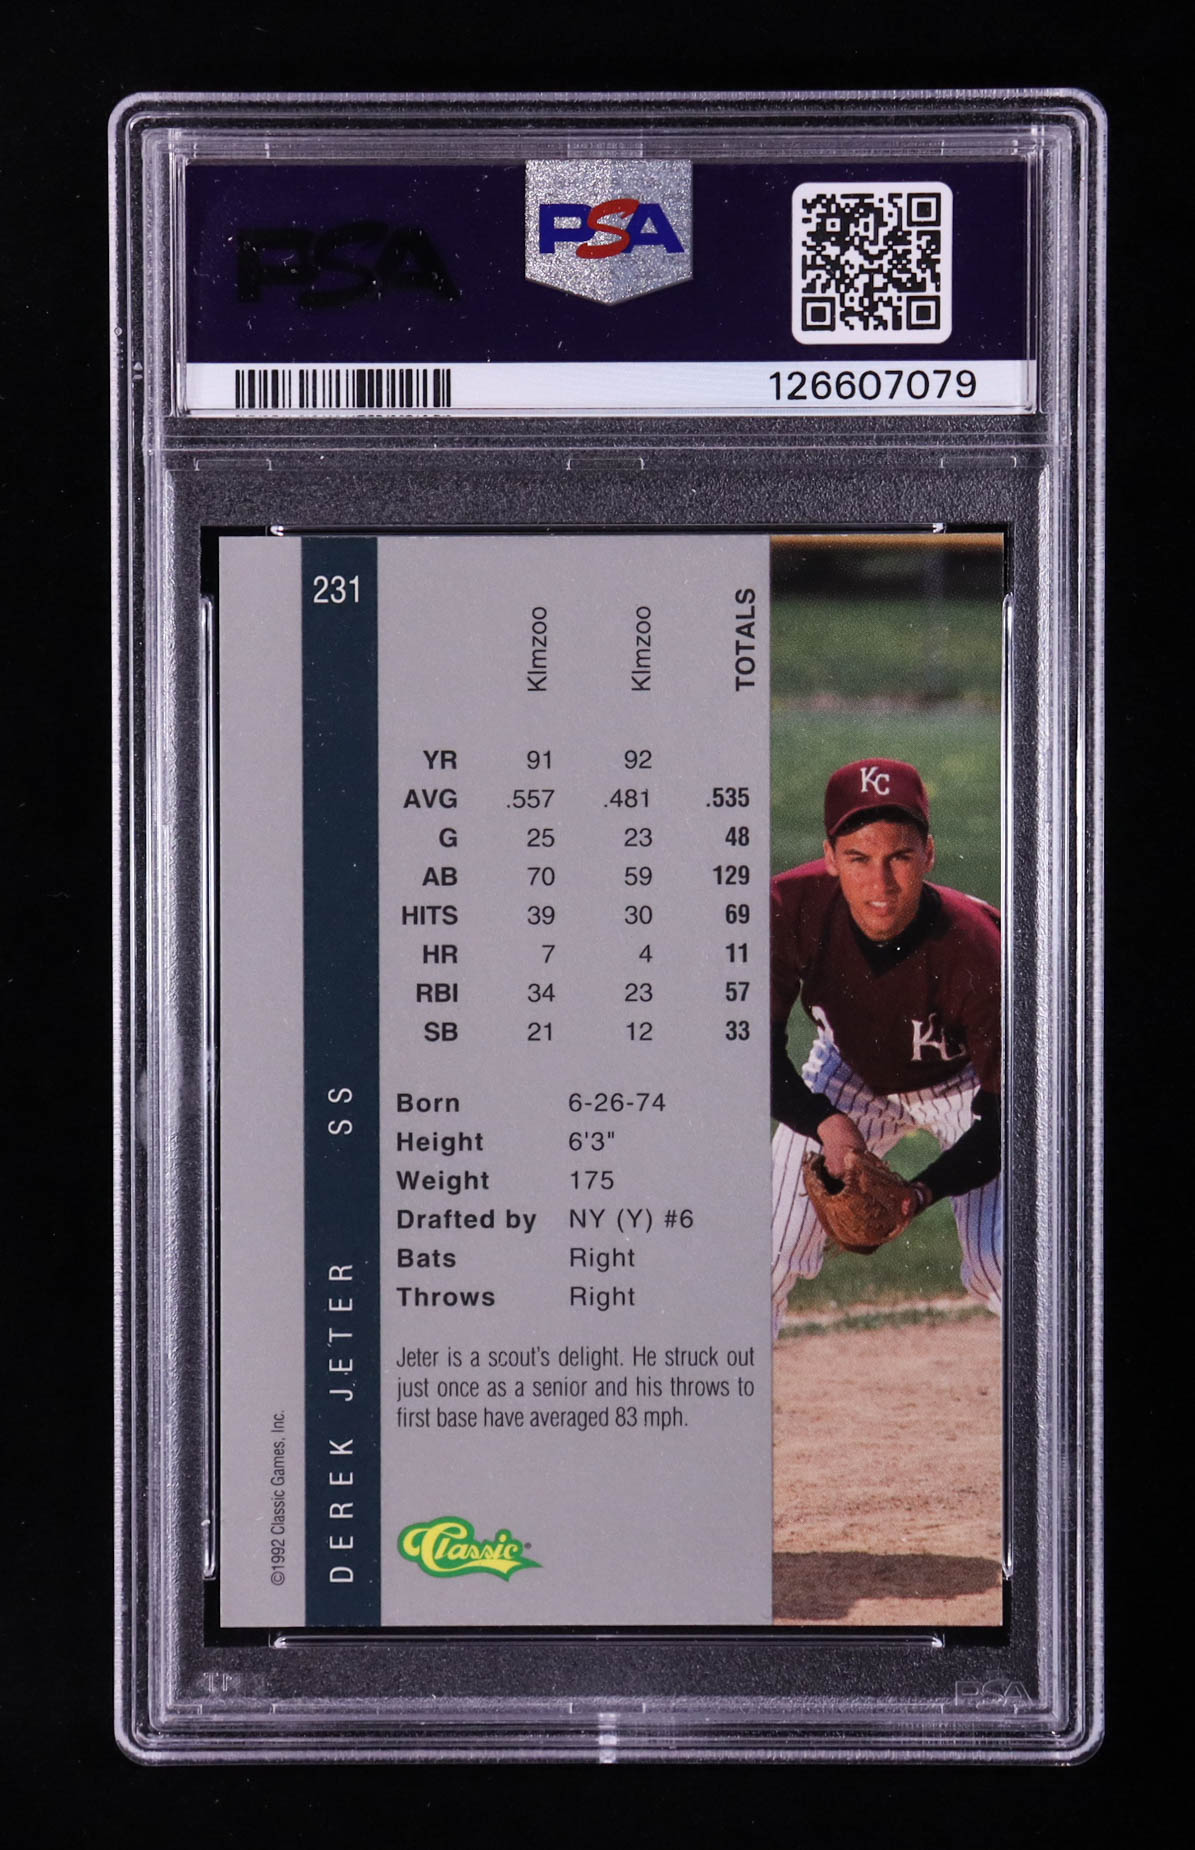 PSA
PSA
126607079
231
Klmzoo Klmzoo TOTALS
YR 91 92
AVG .557 .481 .535
G 25 23 48
AB 70 59 129
HITS 39 30 69
HR 7 4 11
RBI 34 23 57
SB 21 12 33
DEREK JETER SS
Born 6-26-74
Height 6'3"
Weight 175
Drafted by NY (Y) #6
Bats Right
Throws Right
Jeter is a scout's delight. He struck out
just once as a senior and his throws to
first base have averaged 83 mph.
©1992 Classic Games, Inc.
Classic
KC
KC
PSA